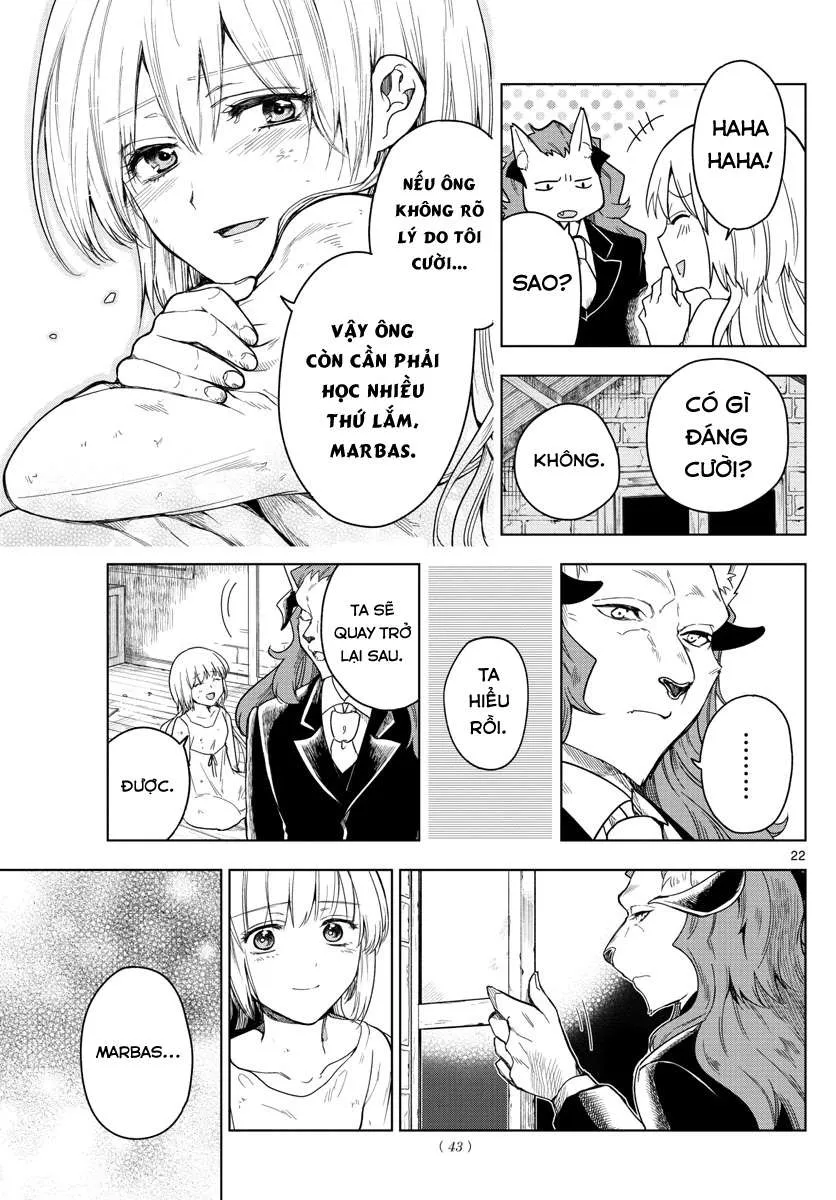 HAHA
HAHA!
SAO?
CÓ GÌ
ĐÁNG
CƯỜI?
KHÔNG.
NẾU ÔNG
KHÔNG RÕ
LÝ DO TÔI
CƯỜI...
VẬY ÔNG
CÒN CẦN PHẢI
HỌC NHIỀU
THỨ LẮM,
MARBAS.
........
TA
HIỂU
RỒI.
TA SẼ
QUAY TRỞ
LẠI SAU.
ĐƯỢC.
22
MARBAS...
( 43 )